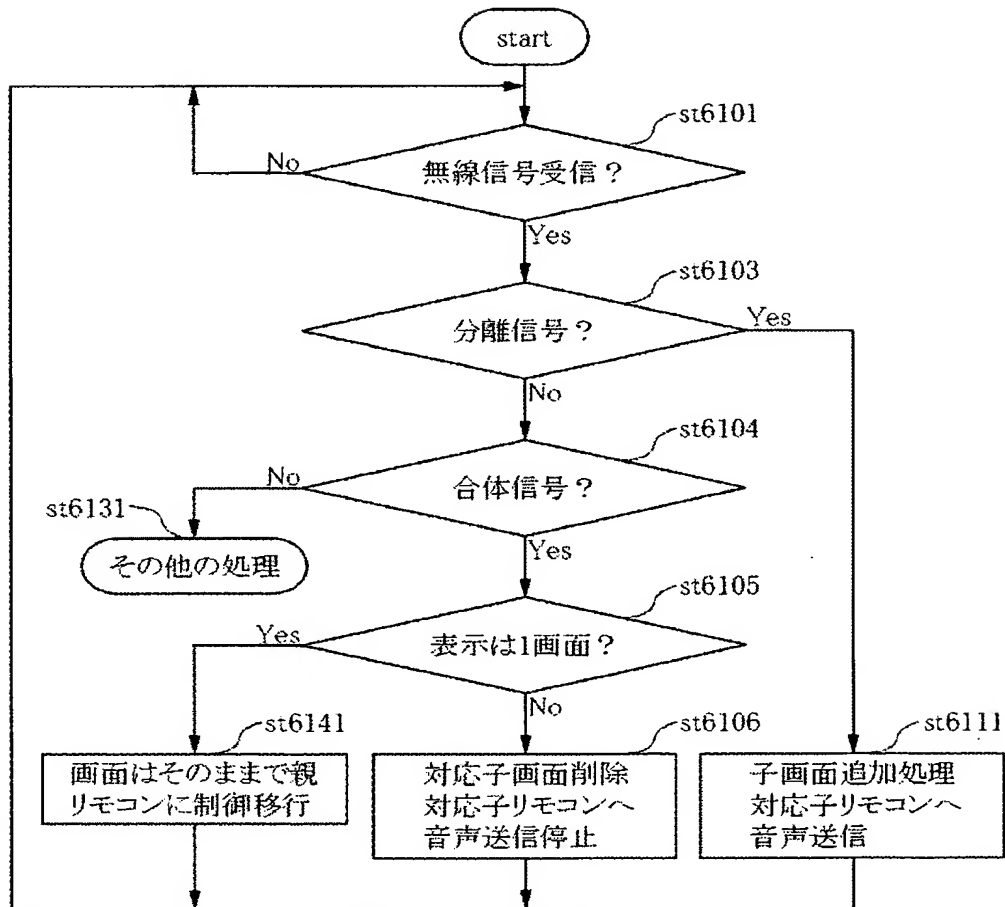 start
st6101
無線信号受信？
No
Yes
st6103
分離信号？
Yes
No
st6104
合体信号？
No
Yes
st6131
その他の処理
st6105
表示は1画面？
Yes
No
st6141
画面はそのままで親
リモコンに制御移行
st6106
対応子画面削除
対応子リモコンへ
音声送信停止
st6111
子画面追加処理
対応子リモコンへ
音声送信